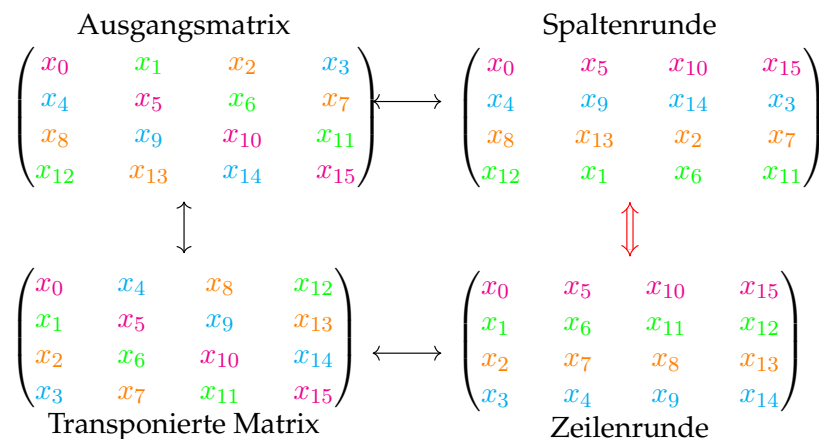 Ausgangsmatrix Spaltenrunde
x0 x1 x2 x3 x0 x5 x10 x15
x4 x5 x6 x7 x4 x9 x14 x3
x8 x9 x10 x11 x8 x13 x2 x7
x12 x13 x14 x15 x12 x1 x6 x11
x0 x4 x8 x12 x0 x5 x10 x15
x1 x5 x9 x13 x1 x6 x11 x12
x2 x6 x10 x14 x2 x7 x8 x13
x3 x7 x11 x15 x3 x4 x9 x14
Transponierte Matrix Zeilenrunde